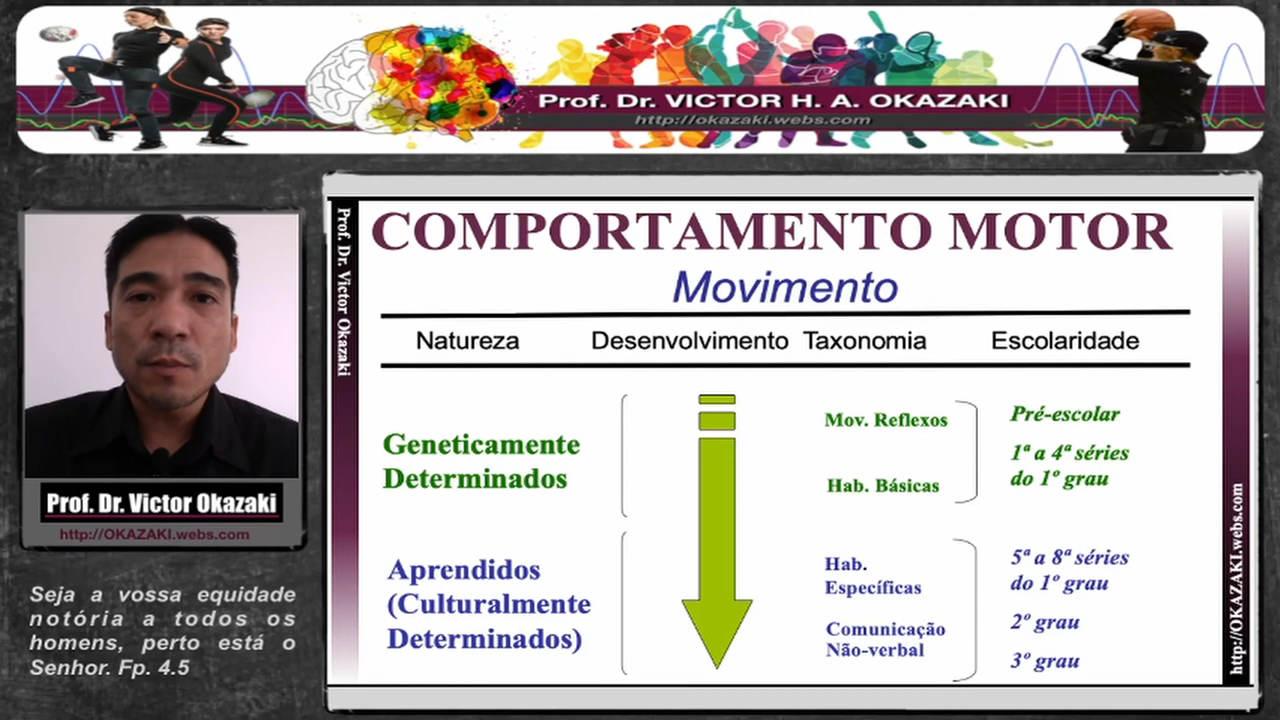 Prof. Dr. VICTOR H. A. OKAZAKI
http://okazaki.webs.com
Prof. Dr. Victor Okazaki
http://OKAZAKI.webs.com
Seja a vossa equidade
notória a todos os
homens, perto está o
Senhor. Fp. 4.5
Prof. Dr. Victor Okazaki
COMPORTAMENTO MOTOR
Movimento
Natureza Desenvolvimento Taxonomia Escolaridade
Geneticamente
Determinados
Mov. Reflexos
Hab. Básicas
Pré-escolar
1ª a 4ª séries
do 1º grau
Aprendidos
(Culturalmente
Determinados)
Hab.
Específicas
Comunicação
Não-verbal
5ª a 8ª séries
do 1º grau
2º grau
3º grau
http://OKAZAKI.webs.com